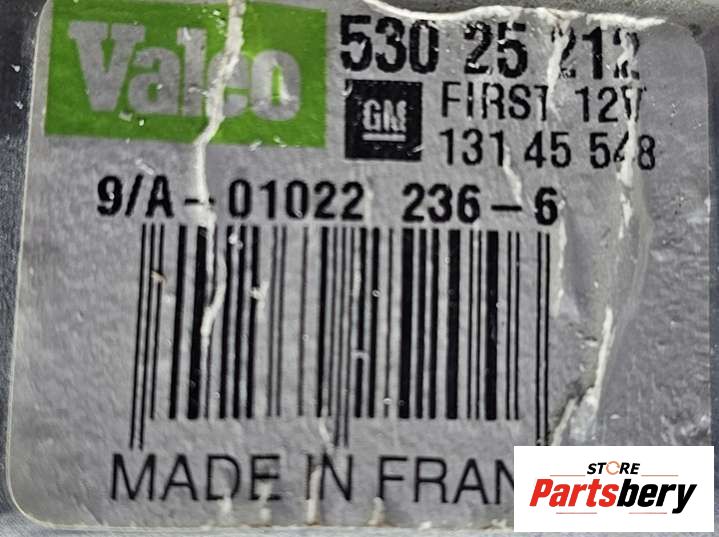 Valeo
530 25 212
GM
FIRST 12V
131 45 548
9/A-01022 236-6
MADE IN FRAN
STORE
Partsbery